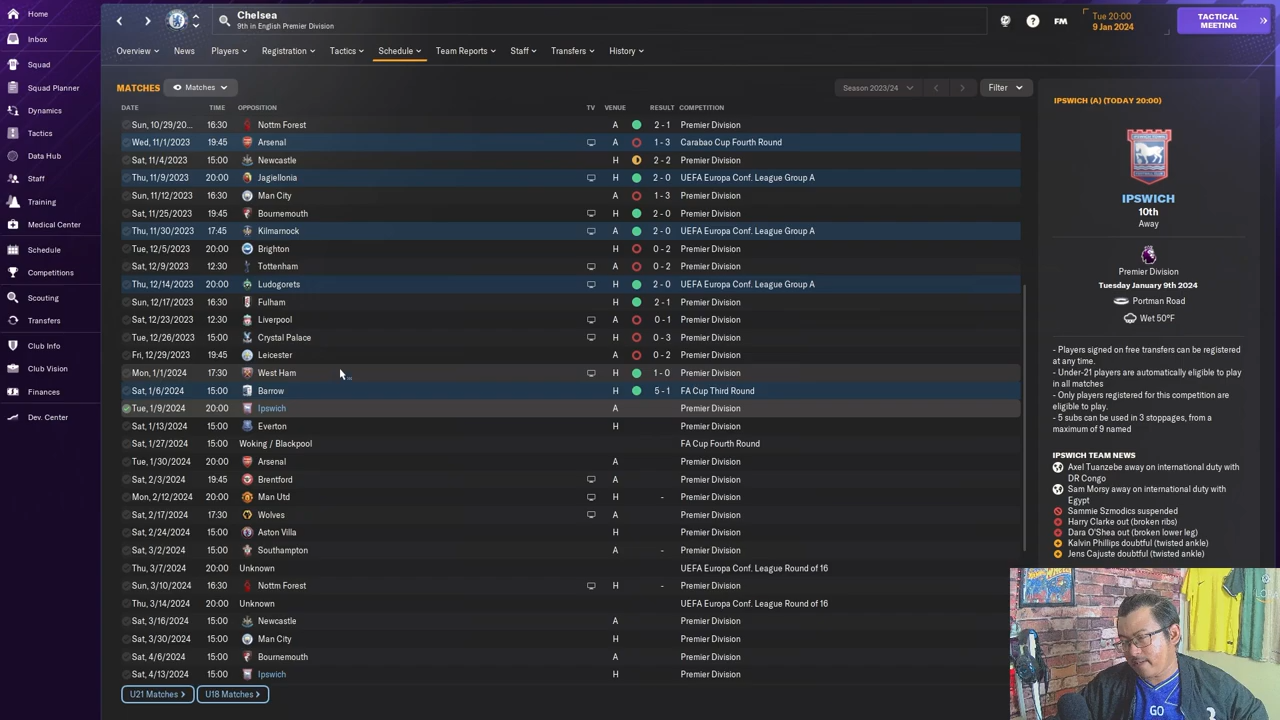 Home
Inbox
Squad
Squad Planner
Dynamics
Tactics
Data Hub
Staff
Training
Medical Center
Schedule
Competitions
Scouting
Transfers
Club Info
Club Vision
Finances
Dev. Center
Chelsea
9th in English Premier Division
Tue 20:00
9 Jan 2024
?
FM
TACTICAL MEETING
Overview
News
Players
Registration
Tactics
Schedule
Team Reports
Staff
Transfers
History
MATCHES
Matches
Season 2023/24
Filter
DATE TIME OPPOSITION TV VENUE RESULT COMPETITION
Sun, 10/29/20... 16:30 Nottm Forest A 2 - 1 Premier Division
Wed, 11/1/2023 19:45 Arsenal A 1 - 3 Carabao Cup Fourth Round
Sat, 11/4/2023 15:00 Newcastle H 2 - 2 Premier Division
Thu, 11/9/2023 20:00 Jagiellonia H 2 - 0 UEFA Europa Conf. League Group A
Sun, 11/12/2023 16:30 Man City A 1 - 3 Premier Division
Sat, 11/25/2023 19:45 Bournemouth H 2 - 0 Premier Division
Thu, 11/30/2023 17:45 Kilmarnock A 2 - 0 UEFA Europa Conf. League Group A
Tue, 12/5/2023 20:00 Brighton H 0 - 2 Premier Division
Sat, 12/9/2023 12:30 Tottenham A 0 - 2 Premier Division
Thu, 12/14/2023 20:00 Ludogorets H 2 - 0 UEFA Europa Conf. League Group A
Sun, 12/17/2023 16:30 Fulham H 2 - 1 Premier Division
Sat, 12/23/2023 12:30 Liverpool A 0 - 1 Premier Division
Tue, 12/26/2023 15:00 Crystal Palace H 0 - 3 Premier Division
Fri, 12/29/2023 19:45 Leicester A 0 - 2 Premier Division
Mon, 1/1/2024 17:30 West Ham H 1 - 0 Premier Division
Sat, 1/6/2024 15:00 Barrow H 5 - 1 FA Cup Third Round
Tue, 1/9/2024 20:00 Ipswich A Premier Division
Sat, 1/13/2024 15:00 Everton H Premier Division
Sat, 1/27/2024 15:00 Woking / Blackpool FA Cup Fourth Round
Tue, 1/30/2024 20:00 Arsenal A Premier Division
Sat, 2/3/2024 19:45 Brentford A Premier Division
Mon, 2/12/2024 20:00 Man Utd H - Premier Division
Sat, 2/17/2024 17:30 Wolves A Premier Division
Sat, 2/24/2024 15:00 Aston Villa H Premier Division
Sat, 3/2/2024 15:00 Southampton A - Premier Division
Thu, 3/7/2024 20:00 Unknown UEFA Europa Conf. League Round of 16
Sun, 3/10/2024 16:30 Nottm Forest H - Premier Division
Thu, 3/14/2024 20:00 Unknown UEFA Europa Conf. League Round of 16
Sat, 3/16/2024 15:00 Newcastle A Premier Division
Sat, 3/30/2024 15:00 Man City H Premier Division
Sat, 4/6/2024 15:00 Bournemouth A Premier Division
Sat, 4/13/2024 15:00 Ipswich H Premier Division
U21 Matches
U18 Matches
IPSWICH (A) (TODAY 20:00)
IPSWICH
10th
Away
Premier Division
Tuesday January 9th 2024
Portman Road
Wet 50°F
- Players signed on free transfers can be registered
at any time.
- Under-21 players are automatically eligible to play
in all matches
- Only players registered for this competition are
eligible to play.
- 5 subs can be used in 3 stoppages, from a
maximum of 9 named
IPSWICH TEAM NEWS
Axel Tuanzebe away on international duty with
DR Congo
Sam Morsy away on international duty with
Egypt
Sammie Szmodics suspended
Harry Clarke out (broken ribs)
Dara O'Shea out (broken lower leg)
Kalvin Phillips doubtful (twisted ankle)
Jens Cajuste doubtful (twisted ankle)
GO